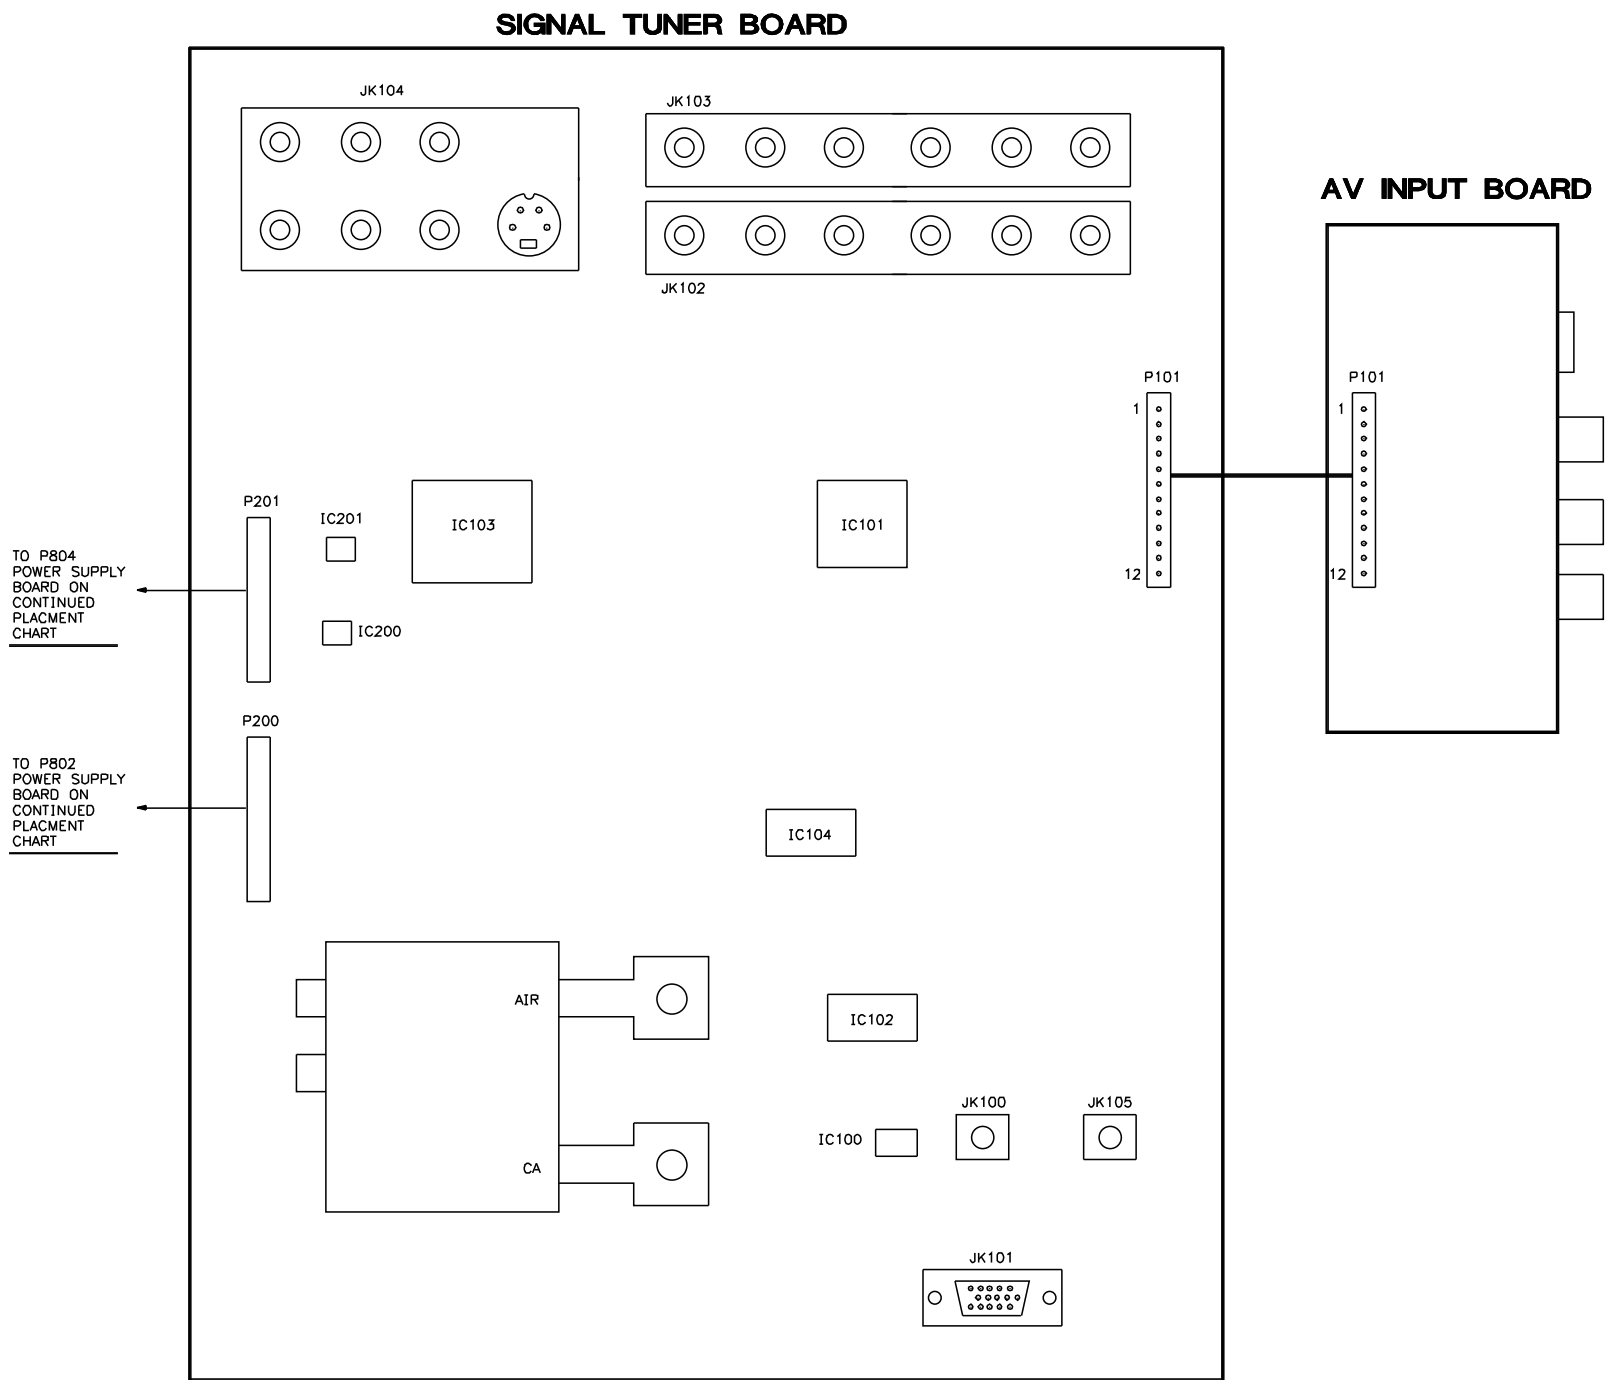 SIGNAL TUNER BOARD
JK104
JK103
JK102
AV INPUT BOARD
P101
1
12
P101
1
12
P201
IC201
IC103
IC101
IC200
TO P804
POWER SUPPLY
BOARD ON
CONTINUED
PLACMENT
CHART
P200
TO P802
POWER SUPPLY
BOARD ON
CONTINUED
PLACMENT
CHART
IC104
AIR
IC102
JK100
JK105
IC100
CA
JK101